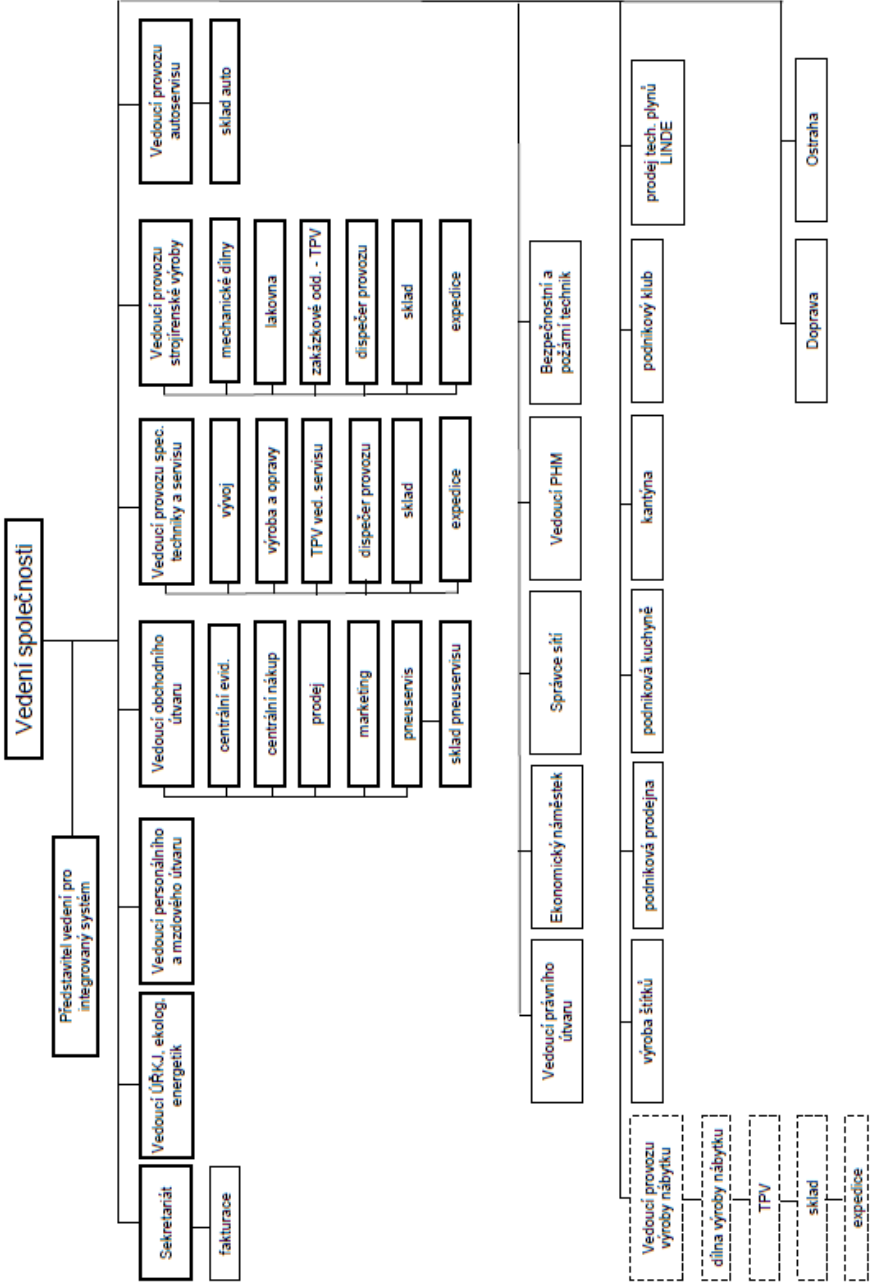 Vedení společnosti
Představitel vedení pro
integrovaný systém
Sekretariát
fakturace
Vedoucí ÚŘKJ, ekolog,
energetik
Vedoucí personálního
a mzdového útvaru
Vedoucí obchodního
útvaru
centrální evid.
centrální nákup
prodej
marketing
pneuservis
sklad pneuservisu
Vedoucí provozu spec.
techniky a servisu
vývoj
výroba a opravy
TPV ved. servisu
dispečer provozu
sklad
expedice
Vedoucí provozu
strojírenské výroby
mechanické dílny
lakovna
zakázkové odd. - TPV
dispečer provozu
sklad
expedice
Vedoucí provozu
autoservisu
sklad auto
Vedoucí právního
útvaru
Ekonomický náměstek
Správce sítí
Vedoucí PHM
Bezpečnostní a
požární technik
Vedoucí provozu
výroby nábytku
dílna výroby nábytku
TPV
sklad
expedice
výroba štítků
podniková prodejna
podniková kuchyně
kantýna
podnikový klub
prodej tech. plynů
LINDE
Doprava
Ostraha